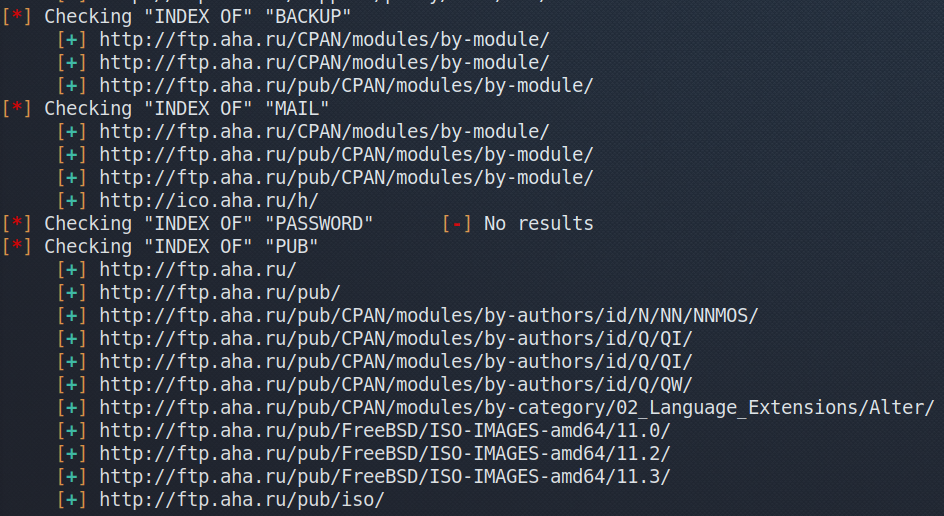 [*] Checking "INDEX OF" "BACKUP"
[+] http://ftp.aha.ru/CPAN/modules/by-module/
[+] http://ftp.aha.ru/CPAN/modules/by-module/
[+] http://ftp.aha.ru/pub/CPAN/modules/by-module/
[*] Checking "INDEX OF" "MAIL"
[+] http://ftp.aha.ru/CPAN/modules/by-module/
[+] http://ftp.aha.ru/pub/CPAN/modules/by-module/
[+] http://ftp.aha.ru/pub/CPAN/modules/by-module/
[+] http://ico.aha.ru/h/
[*] Checking "INDEX OF" "PASSWORD" [-] No results
[*] Checking "INDEX OF" "PUB"
[+] http://ftp.aha.ru/
[+] http://ftp.aha.ru/pub/
[+] http://ftp.aha.ru/pub/CPAN/modules/by-authors/id/N/NN/NNMOS/
[+] http://ftp.aha.ru/pub/CPAN/modules/by-authors/id/Q/QI/
[+] http://ftp.aha.ru/pub/CPAN/modules/by-authors/id/Q/QI/
[+] http://ftp.aha.ru/pub/CPAN/modules/by-authors/id/Q/QW/
[+] http://ftp.aha.ru/pub/CPAN/modules/by-category/02_Language_Extensions/Alter/
[+] http://ftp.aha.ru/pub/FreeBSD/ISO-IMAGES-amd64/11.0/
[+] http://ftp.aha.ru/pub/FreeBSD/ISO-IMAGES-amd64/11.2/
[+] http://ftp.aha.ru/pub/FreeBSD/ISO-IMAGES-amd64/11.3/
[+] http://ftp.aha.ru/pub/iso/